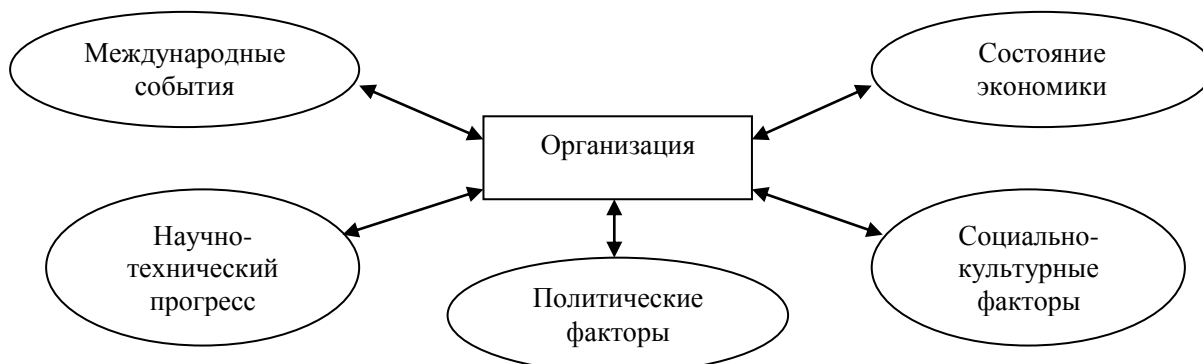 Международные
события
Состояние
экономики
Организация
Научно-
технический
прогресс
Политические
факторы
Социально-
культурные
факторы